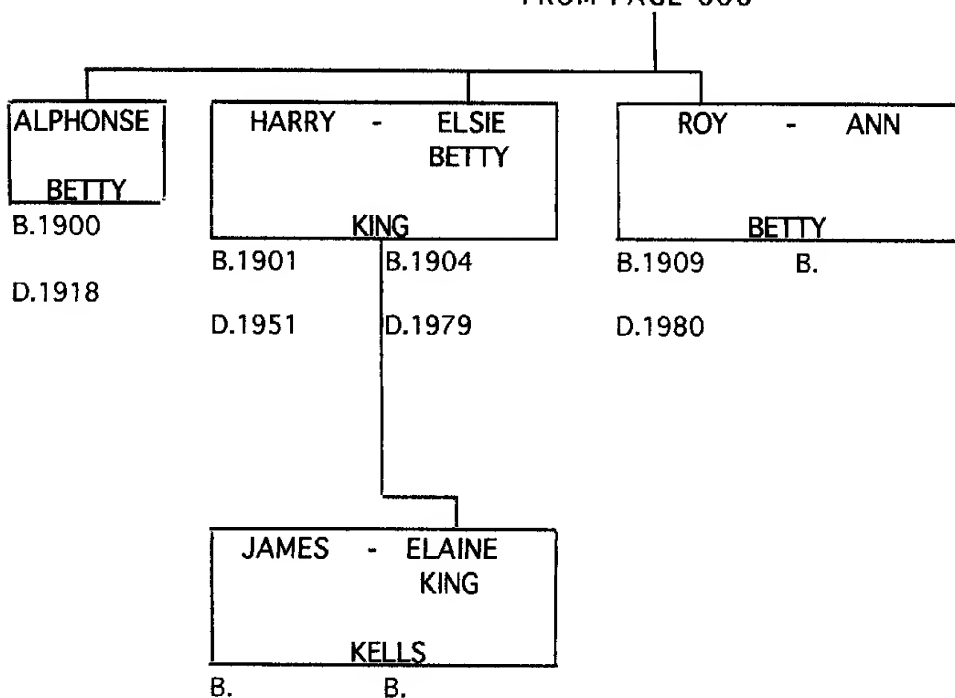 FROM PAGE
ALPHONSE
BETTY
B.1900
D.1918
HARRY - ELSIE
BETTY
KING
B.1901 B.1904
D.1951 D.1979
ROY - ANN
BETTY
B.1909 B.
D.1980
JAMES - ELAINE
KING
KELLS
B. B.